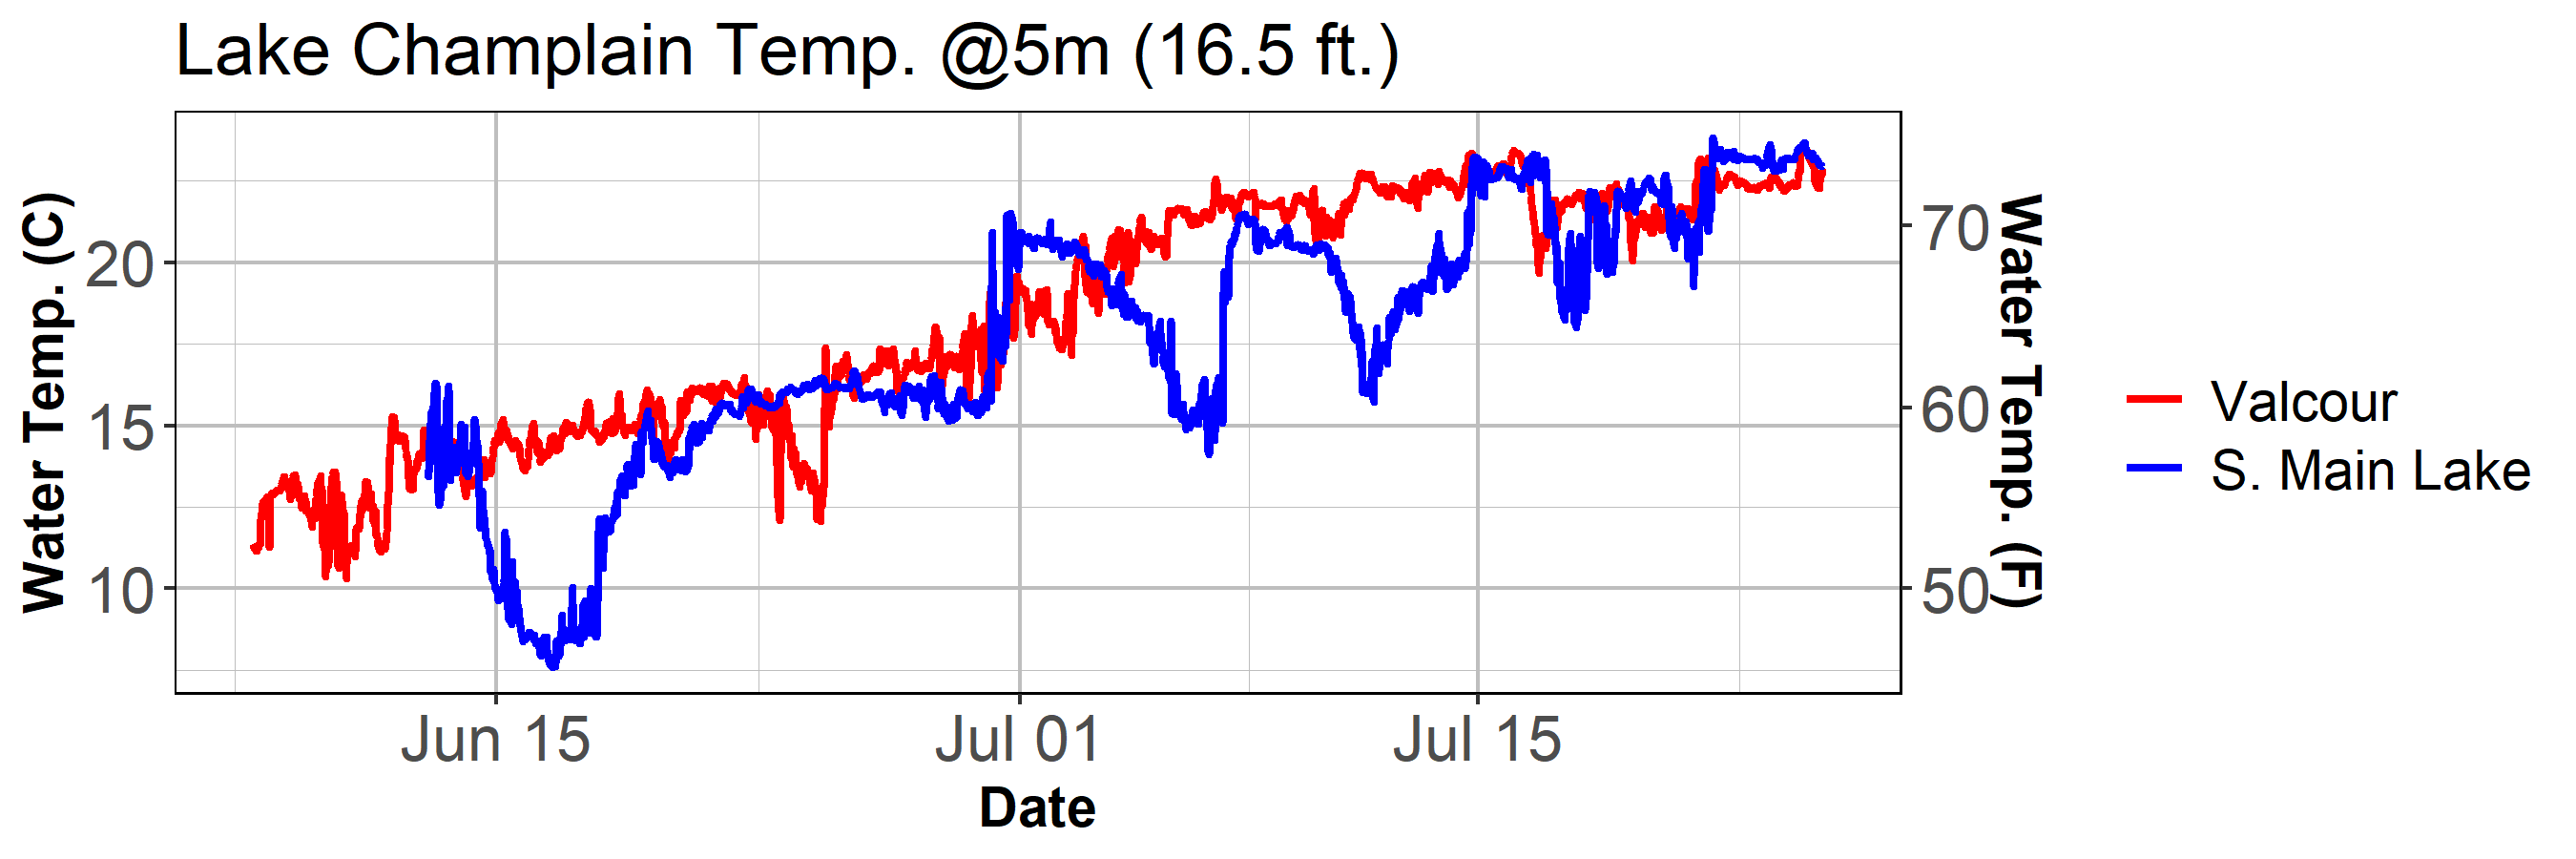 Lake Champlain Temp. @5m (16.5 ft.)
Water Temp. (C)
20
15
10
70
60
50
Water Temp. (F)
Jun 15
Jul 01
Jul 15
Date
Valcour
S. Main Lake